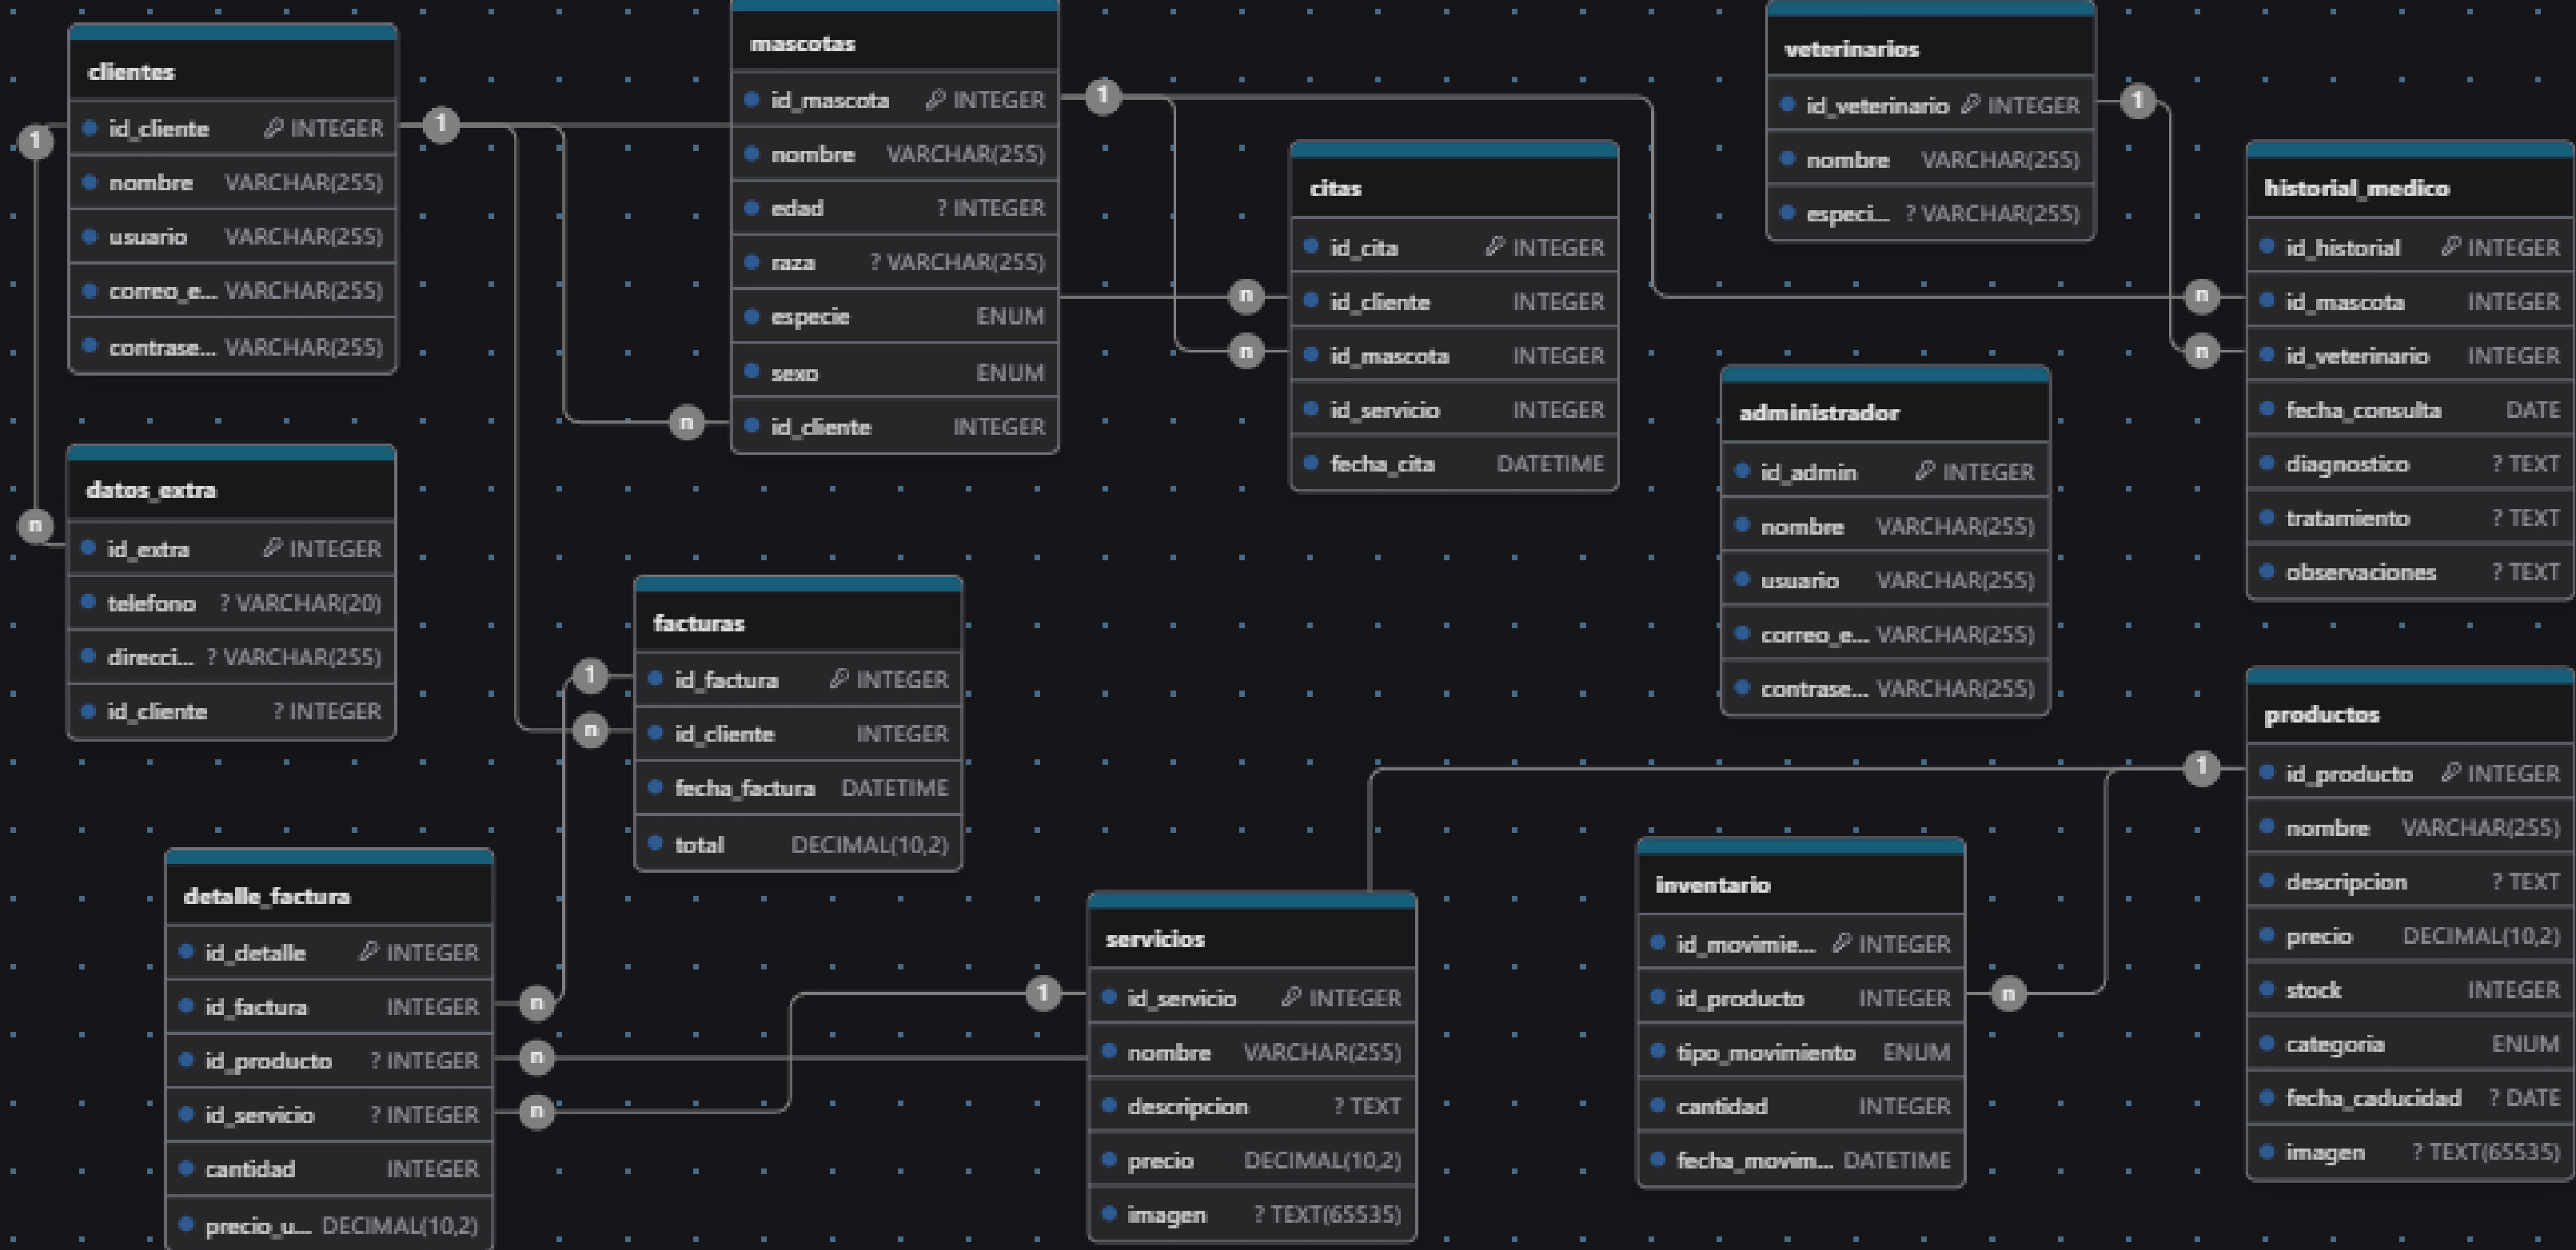 clientes
id_cliente INTEGER
nombre VARCHAR(255)
usuario VARCHAR(255)
correo_e... VARCHAR(255)
contrase... VARCHAR(255)
1
1
n
datos_extra
id_extra INTEGER
telefono ? VARCHAR(20)
direcci... ? VARCHAR(255)
id_cliente ? INTEGER
mascotas
id_mascota INTEGER
nombre VARCHAR(255)
edad ? INTEGER
raza ? VARCHAR(255)
especie ENUM
sexo ENUM
n id_cliente INTEGER
1
citas
id_cita INTEGER
n id_cliente INTEGER
n id_mascota INTEGER
id_servicio INTEGER
fecha_cita DATETIME
veterinarios
id_veterinario INTEGER 1
nombre VARCHAR(255)
especi... ? VARCHAR(255)
historial_medico
id_historial INTEGER
n id_mascota INTEGER
n id_veterinario INTEGER
fecha_consulta DATE
diagnostico ? TEXT
tratamiento ? TEXT
observaciones ? TEXT
administrador
id_admin INTEGER
nombre VARCHAR(255)
usuario VARCHAR(255)
correo_e... VARCHAR(255)
contrase... VARCHAR(255)
facturas
1 id_factura INTEGER
n id_cliente INTEGER
fecha_factura DATETIME
total DECIMAL(10,2)
detalle_factura
id_detalle INTEGER
id_factura INTEGER n
id_producto ? INTEGER n
id_servicio ? INTEGER n
cantidad INTEGER
precio_u... DECIMAL(10,2)
servicios
1 id_servicio INTEGER
nombre VARCHAR(255)
descripcion ? TEXT
precio DECIMAL(10,2)
imagen ? TEXT(65535)
inventario
id_movimie... INTEGER
id_producto INTEGER n
tipo_movimiento ENUM
cantidad INTEGER
fecha_movim... DATETIME
productos
1 id_producto INTEGER
nombre VARCHAR(255)
descripcion ? TEXT
precio DECIMAL(10,2)
stock INTEGER
categoria ENUM
fecha_caducidad ? DATE
imagen ? TEXT(65535)